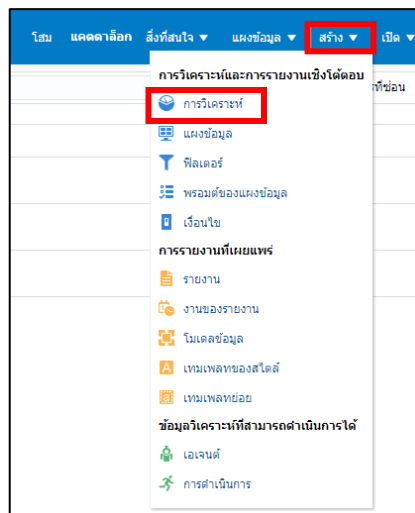 โฮม แคตตาล็อก สิ่งที่สนใจ ▼ แผงข้อมูล ▼ สร้าง ▼ เปิด ▼
การวิเคราะห์และการรายงานเชิงโต้ตอบ
ที่ซ่อน
การวิเคราะห์
แผงข้อมูล
ฟิลเตอร์
พรอมต์ของแผงข้อมูล
เงื่อนไข
การรายงานที่เผยแพร่
รายงาน
งานของรายงาน
โมเดลข้อมูล
A เทมเพลทของสไตล์
a เทมเพลทย่อย
ข้อมูลวิเคราะห์ที่สามารถดำเนินการได้
เอเจนต์
การดำเนินการ